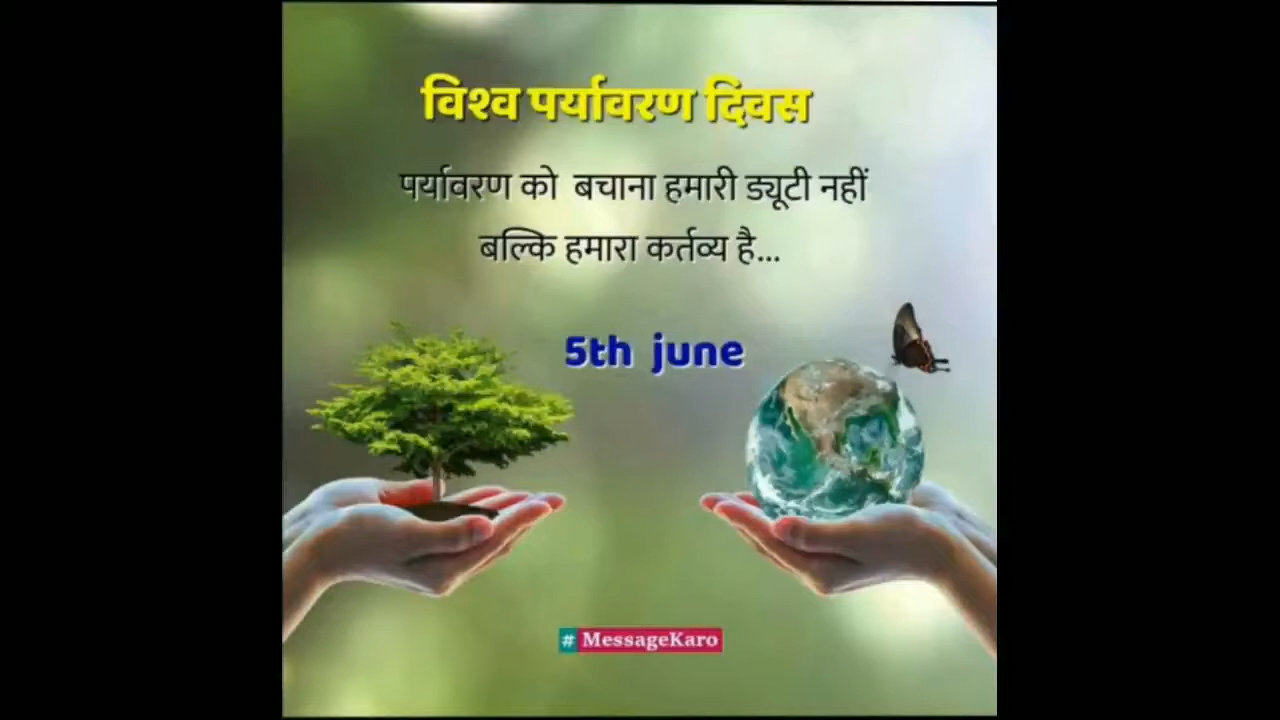 विश्व पर्यावरण दिवस
पर्यावरण को बचाना हमारी ड्यूटी नहीं
बल्कि हमारा कर्तव्य है...
5th june
# MessageKaro